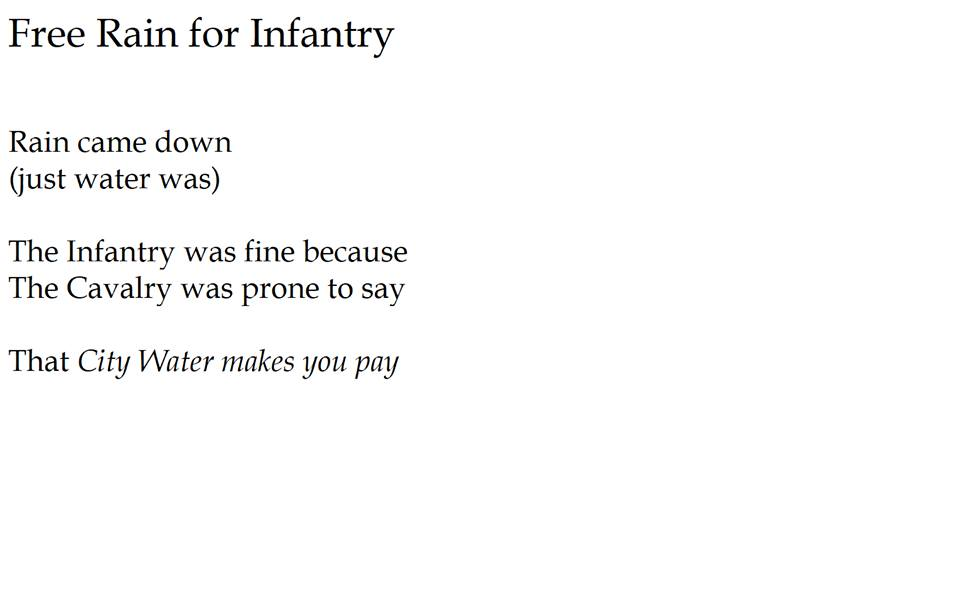 Free Rain for Infantry
Rain came down
(just water was)
The Infantry was fine because
The Cavalry was prone to say
That City Water makes you pay